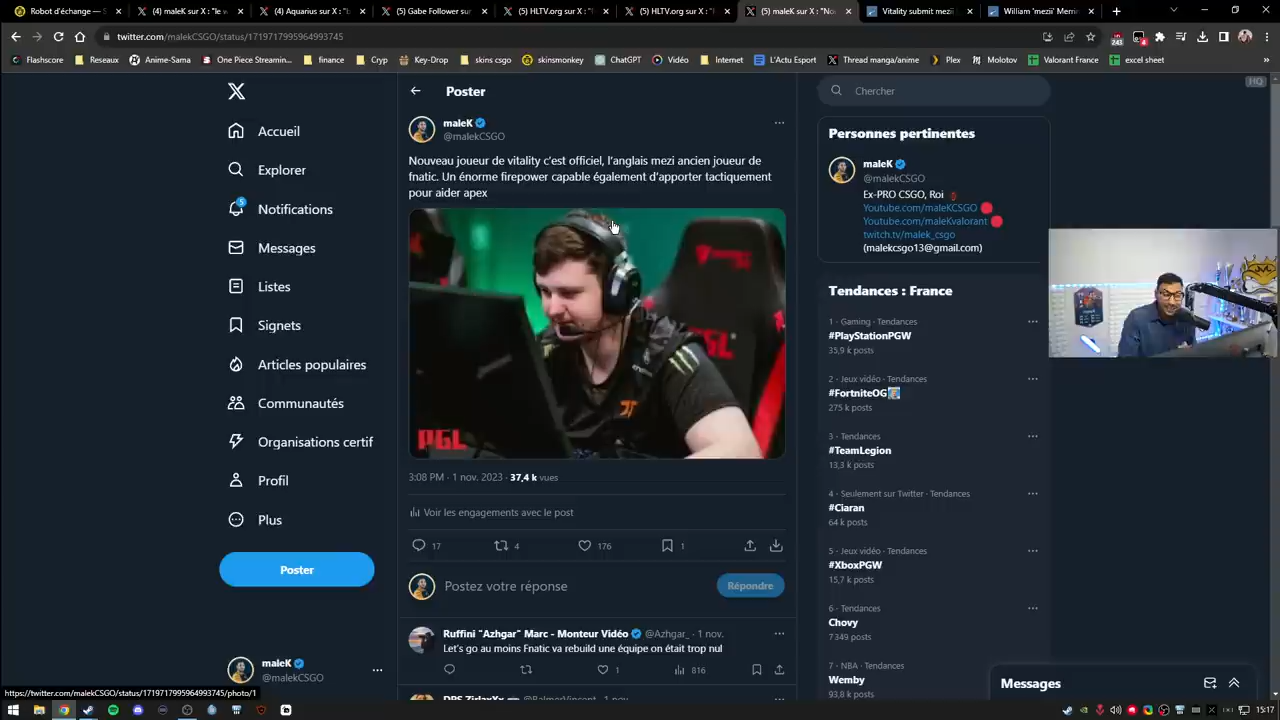 Robot d'échange —
(4) maleK sur X : "le v
(4) Aquarius sur X : "t
(5) Gabe Follower sur
(5) HLTV.org sur X : "
(5) HLTV.org sur X : "
(5) maleK sur X : "Nou
Vitality submit mezii
William 'mezii' Merrin
twitter.com/malekCSGO/status/1719717995964993745
Flashscore
Reseaux
Anime-Sama
One Piece Streamin...
finance
Cryp
Key-Drop
skins csgo
skinsmonkey
ChatGPT
Vidéo
Internet
L'Actu Esport
Thread manga/anime
Plex
Molotov
Valorant France
excel sheet
HQ
Accueil
Explorer
5
Notifications
Messages
Listes
Signets
Articles populaires
Communautés
Organisations certif
Profil
Plus
Poster
maleK
@malekCSGO
Poster
maleK
@malekCSGO
Nouveau joueur de vitality c'est officiel, l'anglais mezi ancien joueur de
fnatic. Un énorme firepower capable également d'apporter tactiquement
pour aider apex
PGL
3:08 PM · 1 nov. 2023 · 37,4 k vues
Voir les engagements avec le post
17
4
176
1
Postez votre réponse
Répondre
Ruffini "Azhgar" Marc - Monteur Vidéo @Azhgar_ · 1 nov.
Let's go au moins Fnatic va rebuild une équipe on était trop nul
1
816
Chercher
Personnes pertinentes
maleK
@malekCSGO
Ex-PRO CSGO, Roi
Youtube.com/maleKCSGO
Youtube.com/maleKvalorant
twitch.tv/malek_csgo
(malekcsgo13@gmail.com)
Tendances : France
1 · Gaming · Tendances
#PlayStationPGW
35,9 k posts
2 · Jeux vidéo · Tendances
#FortniteOG
275 k posts
3 · Tendances
#TeamLegion
13,3 k posts
4 · Seulement sur Twitter · Tendances
#Ciaran
64 k posts
5 · Jeux vidéo · Tendances
#XboxPGW
15,7 k posts
6 · Tendances
Chovy
7 349 posts
7 · NBA · Tendances
Wemby
93,8 k posts
Messages
https://twitter.com/malekCSGO/status/1719717995964993745/photo/1
15:17